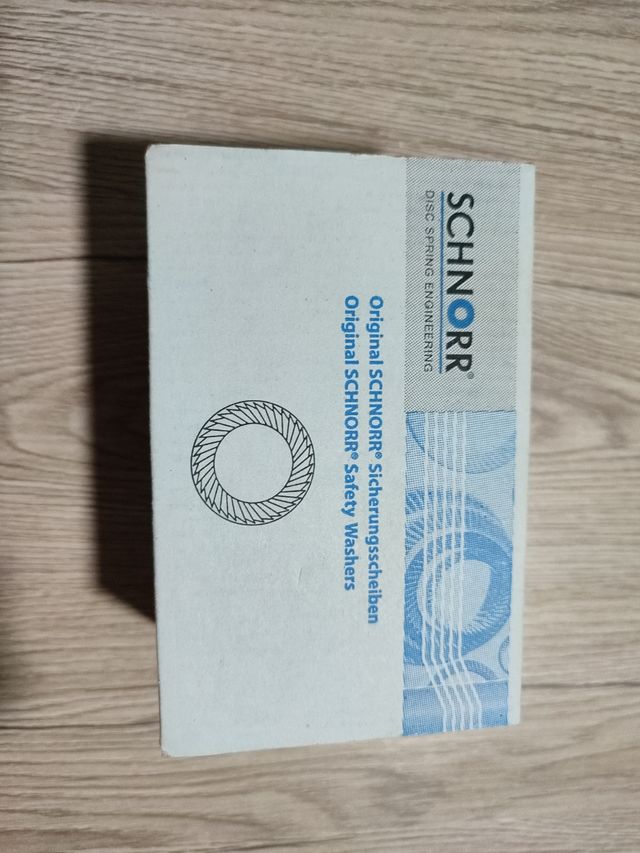 SCHNORR®
DISC SPRING ENGINEERING
Original SCHNORR® Sicherungsscheiben
Original SCHNORR® Safety Washers